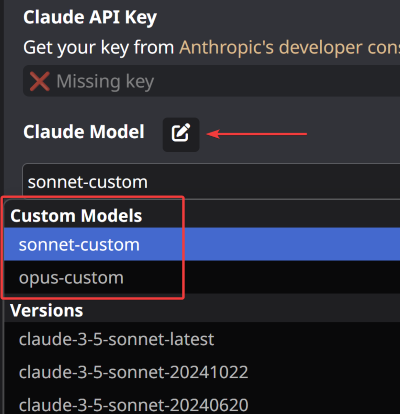 Claude API Key
Get your key from Anthropic's developer cons
❌ Missing key
Claude Model
sonnet-custom
Custom Models
sonnet-custom
opus-custom
Versions
claude-3-5-sonnet-latest
claude-3-5-sonnet-20241022
claude-3-5-sonnet-20240620